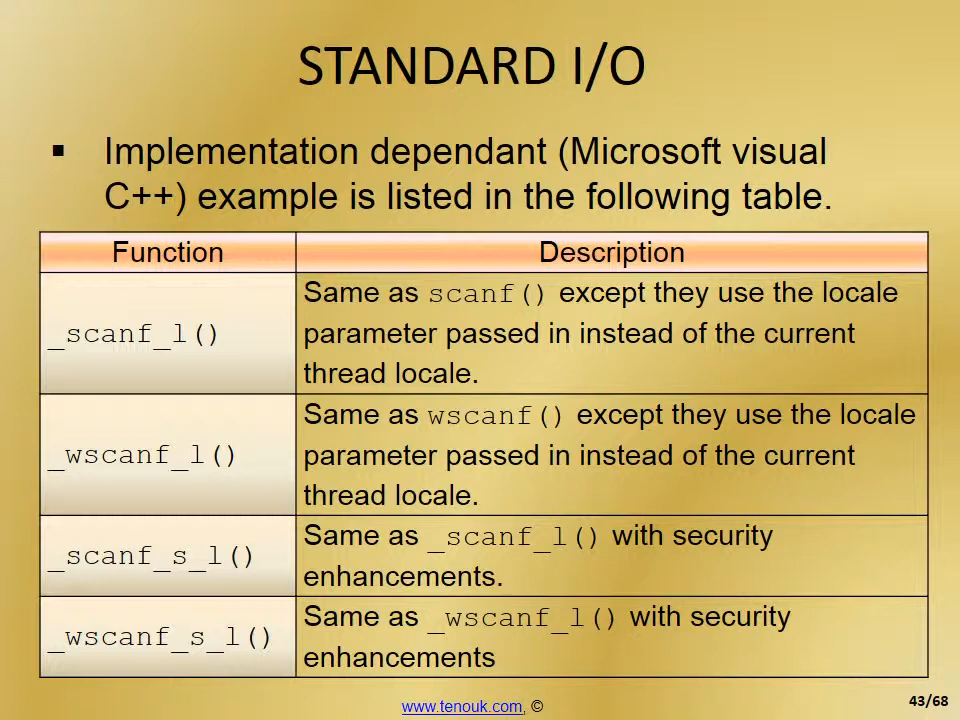 STANDARD I/O
▪ Implementation dependant (Microsoft visual
C++) example is listed in the following table.
Function Description
_scanf_l() Same as scanf() except they use the locale
parameter passed in instead of the current
thread locale.
_wscanf_l() Same as wscanf() except they use the locale
parameter passed in instead of the current
thread locale.
_scanf_s_l() Same as _scanf_l() with security
enhancements.
_wscanf_s_l() Same as _wscanf_l() with security
enhancements
www.tenouk.com, ©
43/68